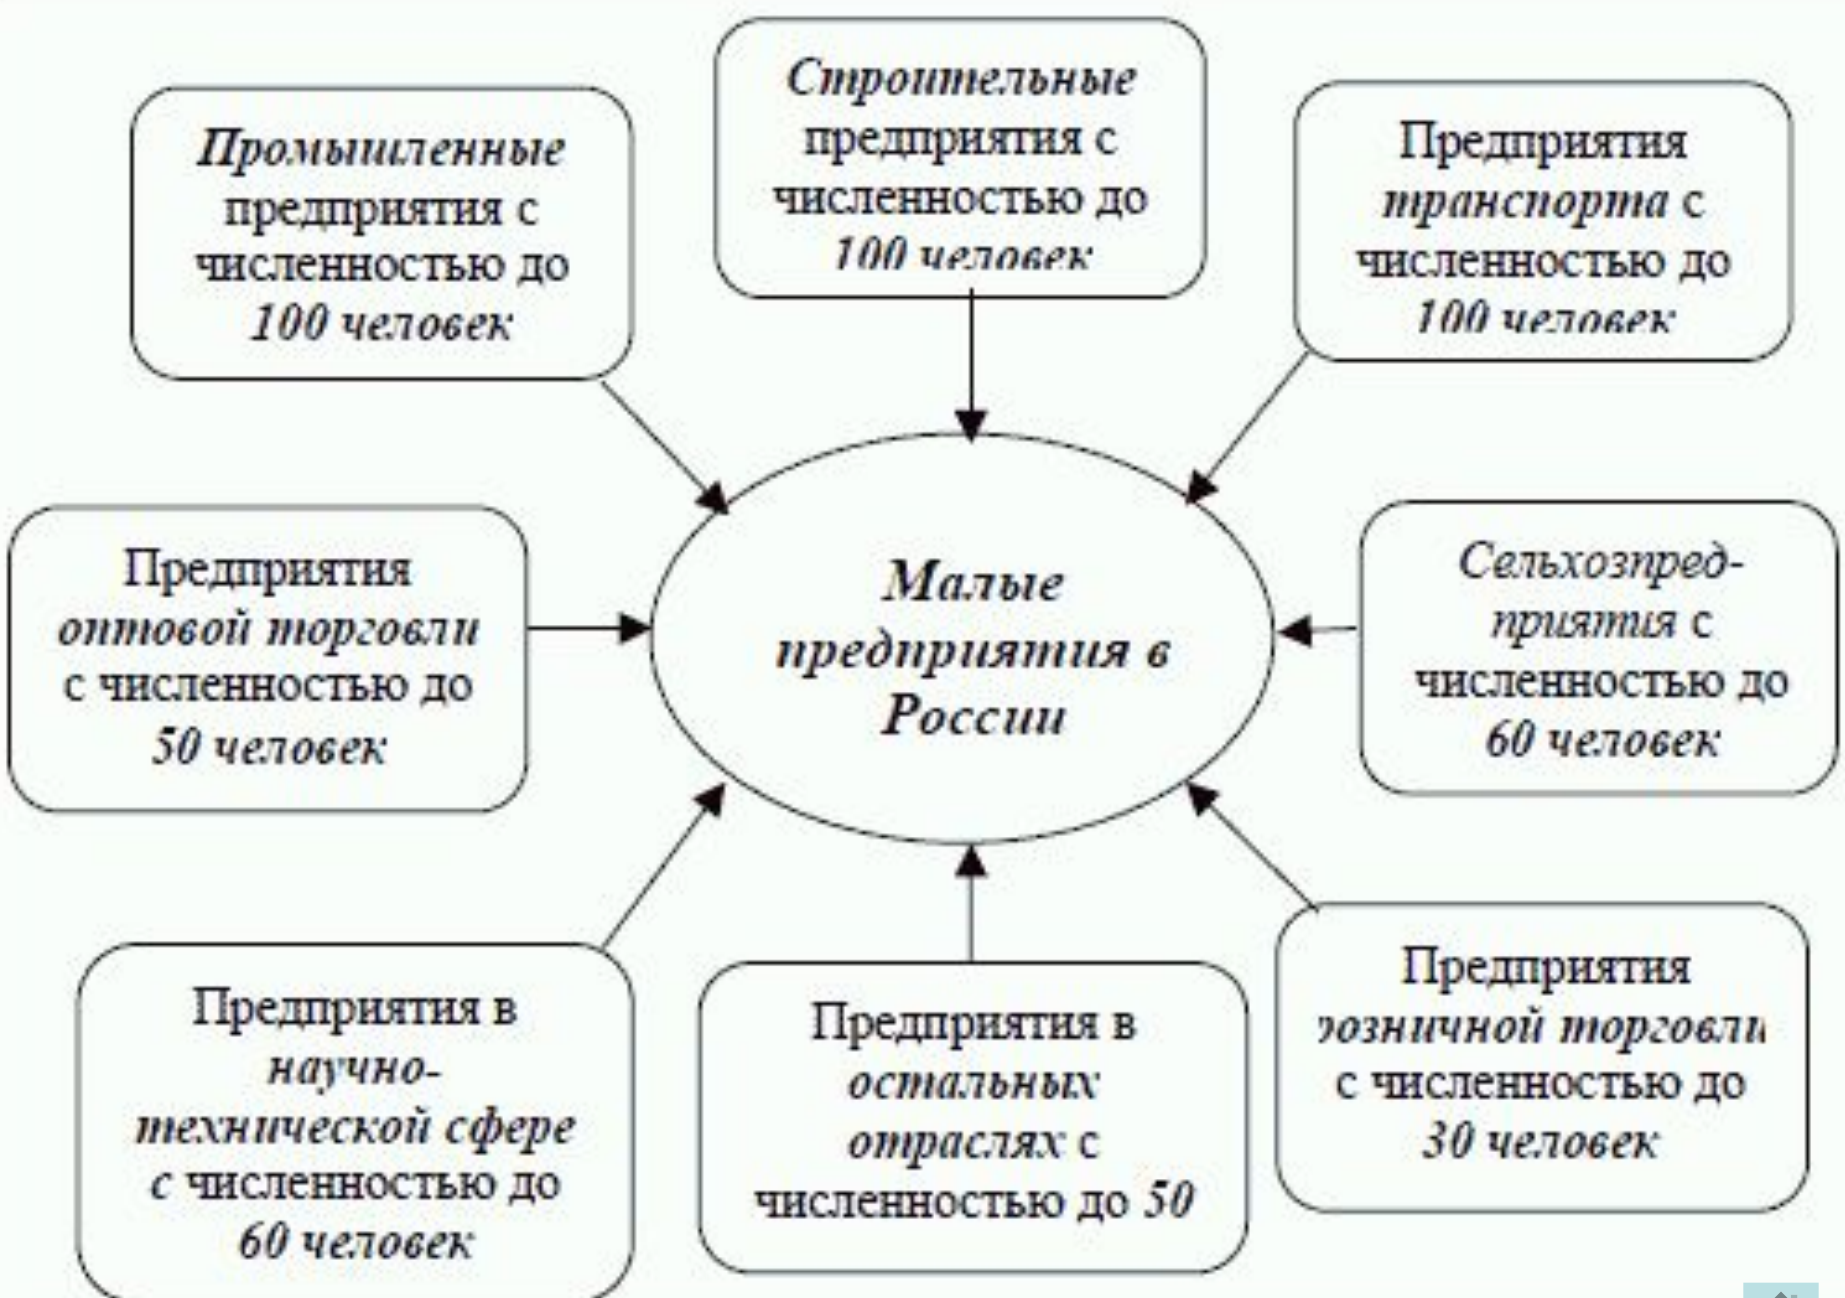 Строительные
предприятия с
численностью до
100 человек
Промышленные
предприятия с
численностью до
100 человек
Предприятия
транспорта с
численностью до
100 человек
Предприятия
оптовой торговли
с численностью до
50 человек
Малые
предприятия в
России
Сельхозпред-
приятия с
численностью до
60 человек
Предприятия в
научно-
технической сфере
с численностью до
60 человек
Предприятия в
остальных
отраслях с
численностью до 50
Предприятия
розничной торговли
с численностью до
30 человек